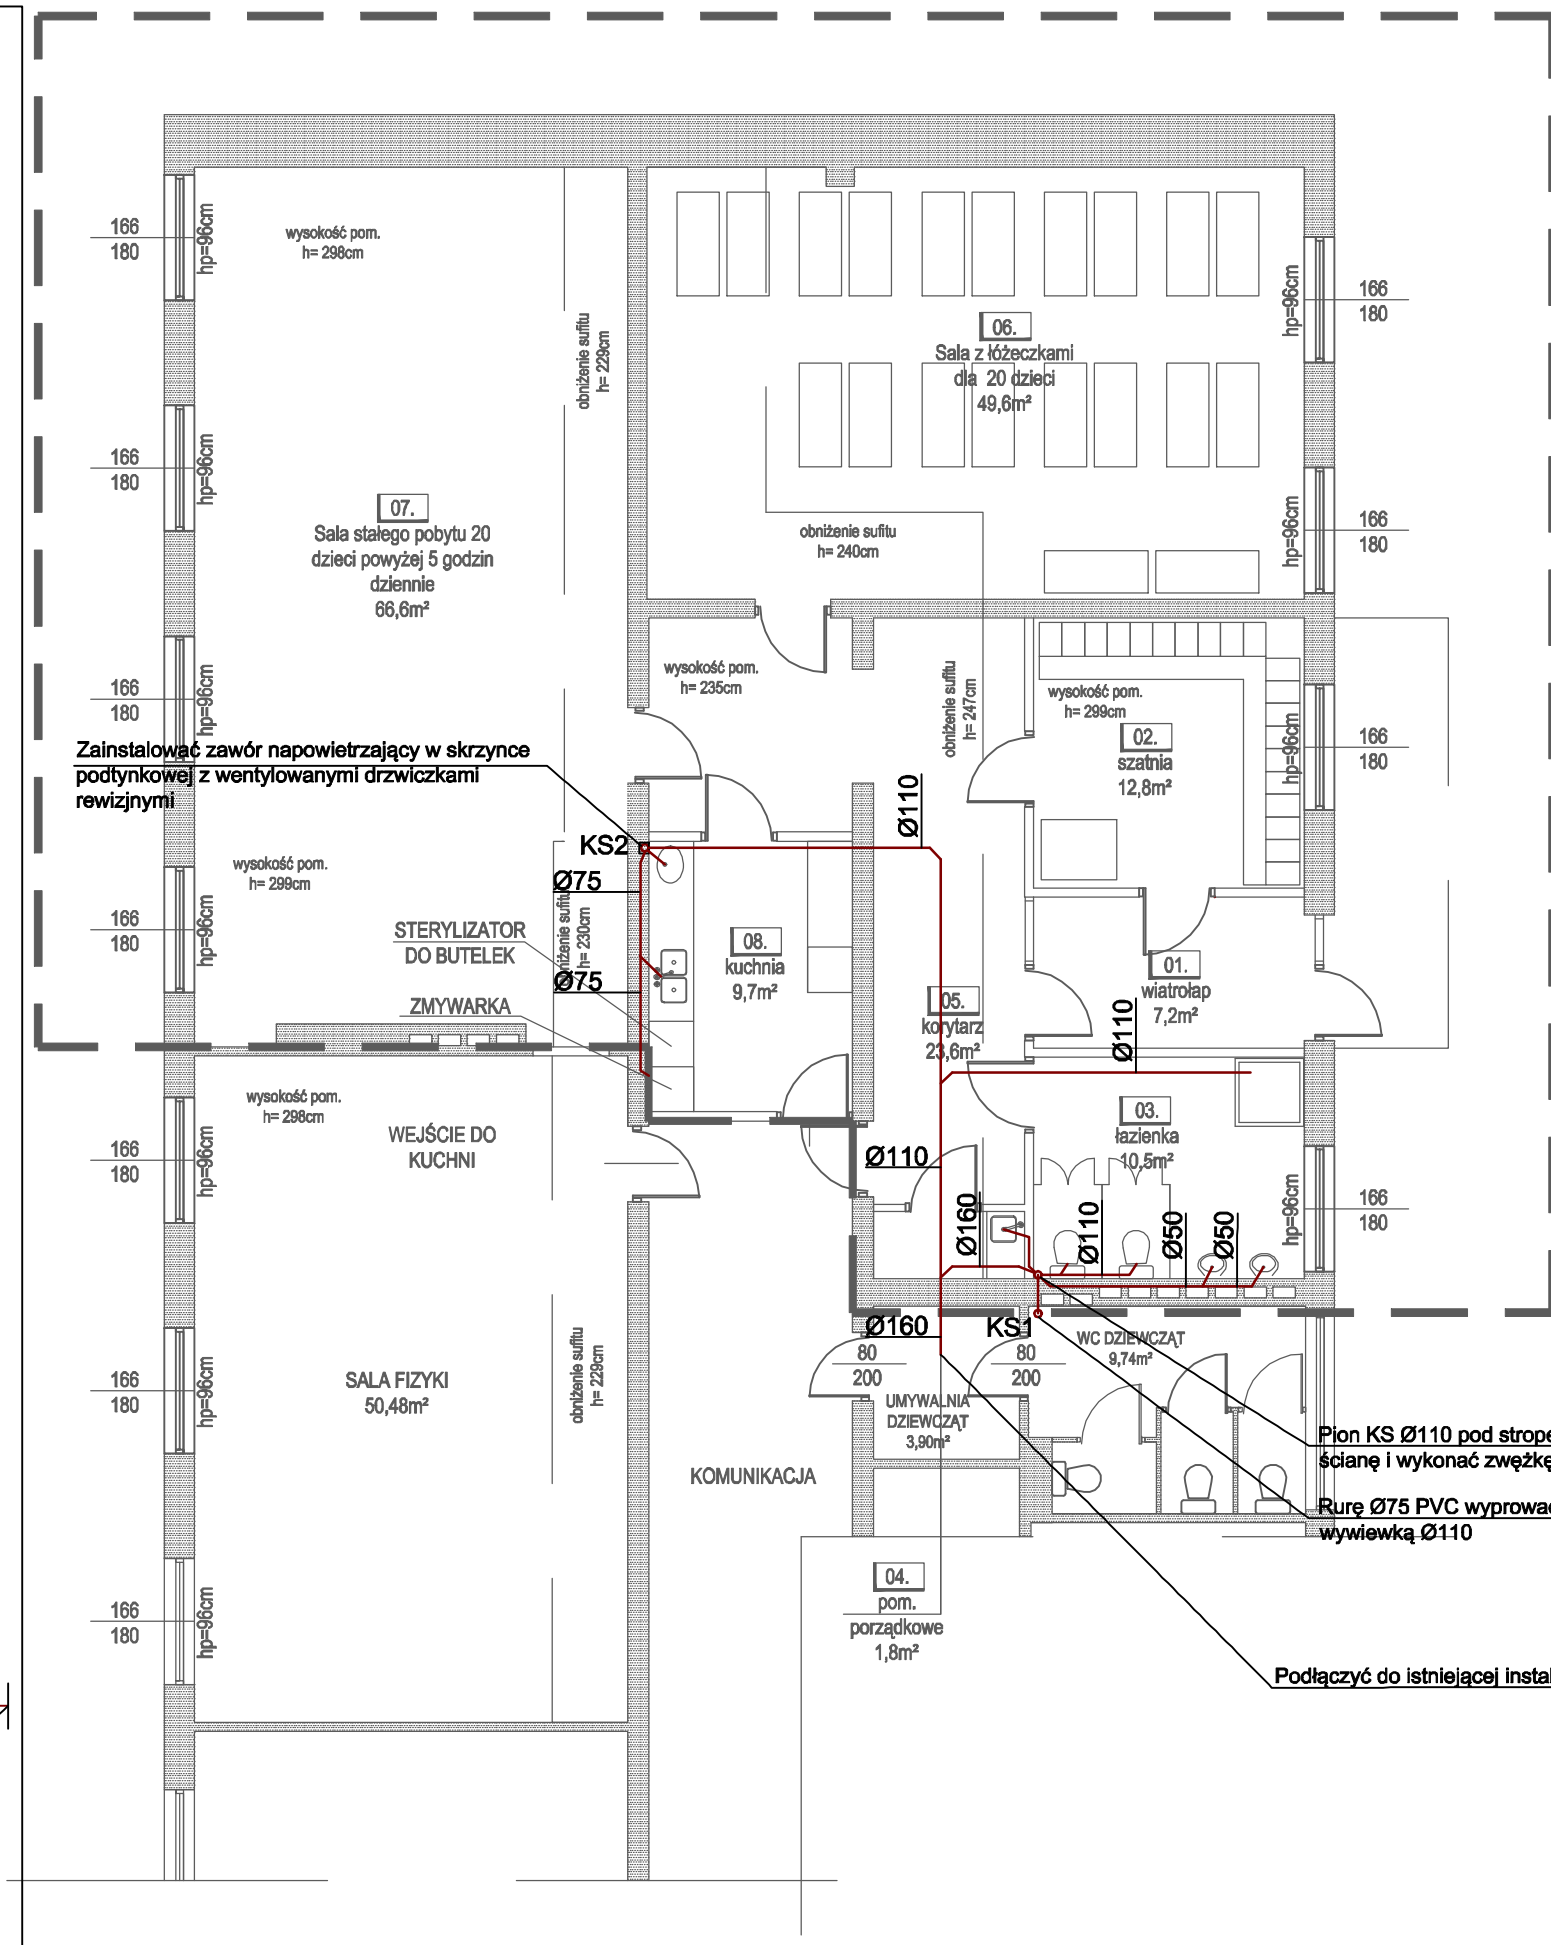 166
180
hp=96cm
wysokość pom.
h= 298cm
obniżenie sufitu
h= 229cm
06.
Sala z łóżeczkami
dla 20 dzieci
49,6m²
hp=96cm
166
180
166
180
hp=96cm
07.
Sala stałego pobytu 20
dzieci powyżej 5 godzin
dziennie
66,6m²
obniżenie sufitu
h= 240cm
hp=96cm
166
180
166
180
hp=96cm
wysokość pom.
h= 235cm
obniżenie sufitu
h= 247cm
wysokość pom.
h= 299cm
02.
szatnia
12,8m²
hp=96cm
166
180
Zainstalować zawór napowietrzający w skrzynce
podtynkowej z wentylowanymi drzwiczkami
rewizjnymi
Ø110
KS2
Ø75
wysokość pom.
h= 299cm
166
180
hp=96cm
STERYLIZATOR
DO BUTELEK
obniżenie sufitu
h= 230cm
Ø75
ZMYWARKA
08.
kuchnia
9,7m²
05.
korytarz
23,6m²
01.
wiatrołap
7,2m²
Ø110
wysokość pom.
h= 298cm
WEJŚCIE DO
KUCHNI
166
180
hp=96cm
03.
łazienka
10,5m²
Ø110
Ø160
Ø110
Ø50
Ø50
hp=96cm
166
180
Ø160
KS1
80
200
80
200
WC DZIEWCZĄT
9,74m²
UMYWALNIA
DZIEWCZĄT
3,90m²
166
180
hp=96cm
SALA FIZYKI
50,48m²
obniżenie sufitu
h= 229cm
KOMUNIKACJA
Pion KS Ø110 pod strope
ścianę i wykonać zwężkę
Rurę Ø75 PVC wyprowad
wywiewką Ø110
04.
pom.
porządkowe
1,8m²
166
180
hp=96cm
Podłączyć do istniejącej instal